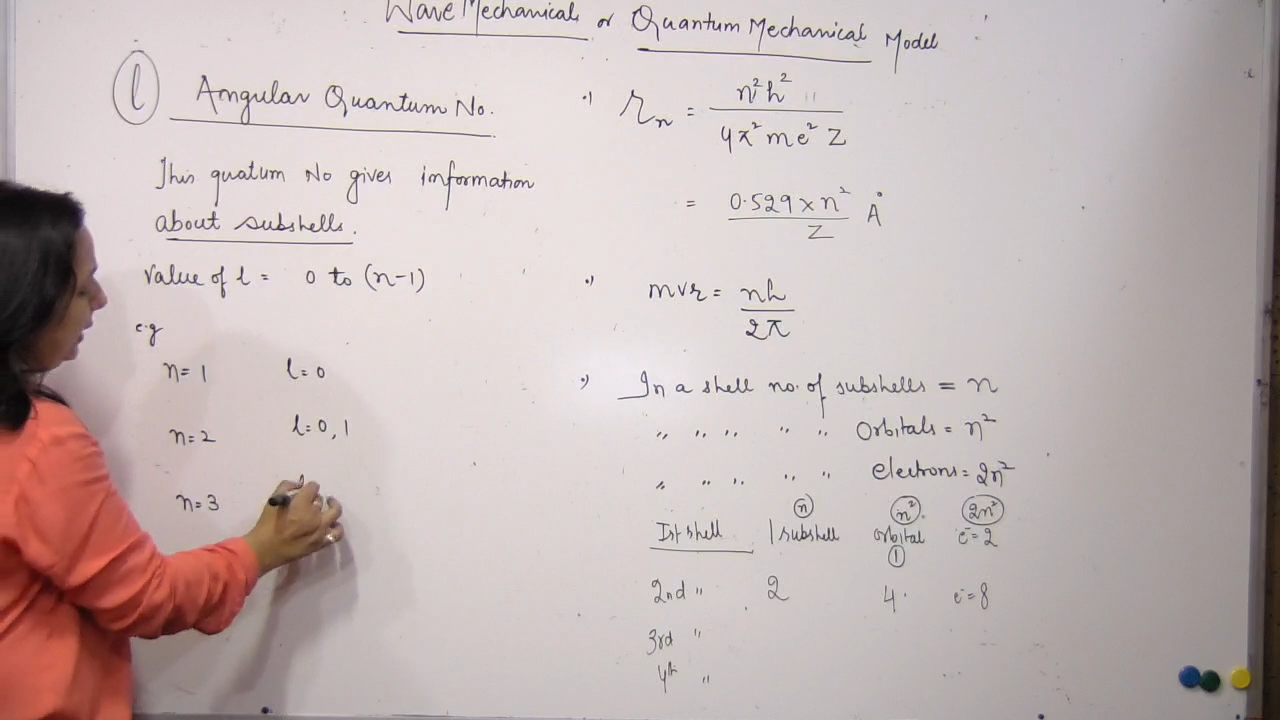 Wave Mechanical or Quantum Mechanical Model
l Angular Quantum No.
This quatum No gives information
about subshells.
Value of l = 0 to (n-1)
e.g
n=1 l=0
n=2 l=0,1
n=3 l
rₙ = n²h² / 4π²me²Z
= 0.529×n² / Z Å
mvr = nh / 2π
In a shell no. of subshells = n
" " " " " Orbitals = n²
" " " " " electrons = 2n²
n n² 2n²
Ist shell 1 subshell orbital 1 e⁻=2
2nd " 2 4 e⁻=8
3rd "
4th "